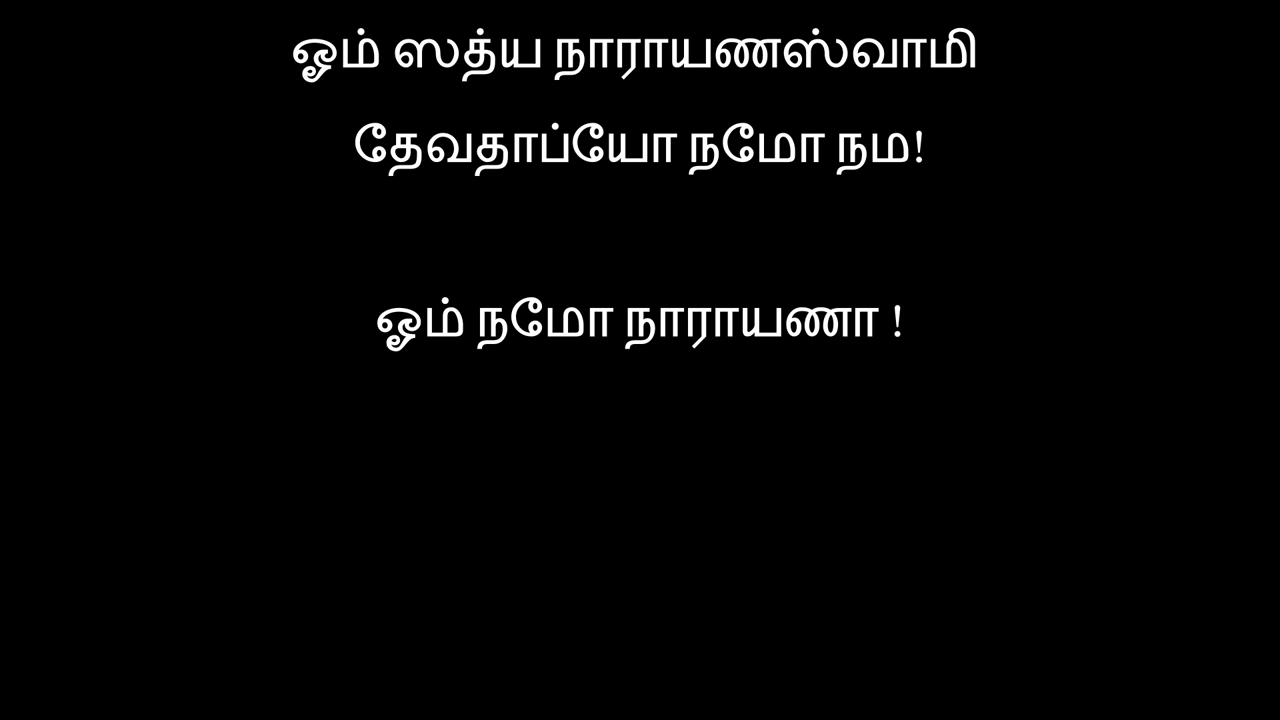 ஓம் ஸத்ய நாராயணஸ்வாமி
தேவதாப்யோ நமோ நம!
ஓம் நமோ நாராயணா !